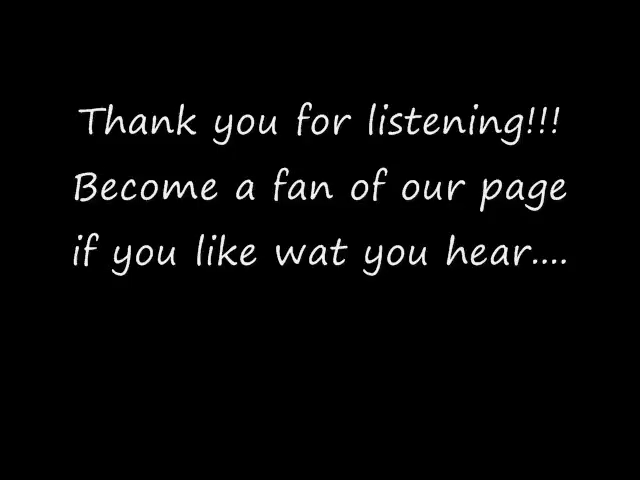 Thank you for listening!!!
Become a fan of our page
if you like wat you hear....